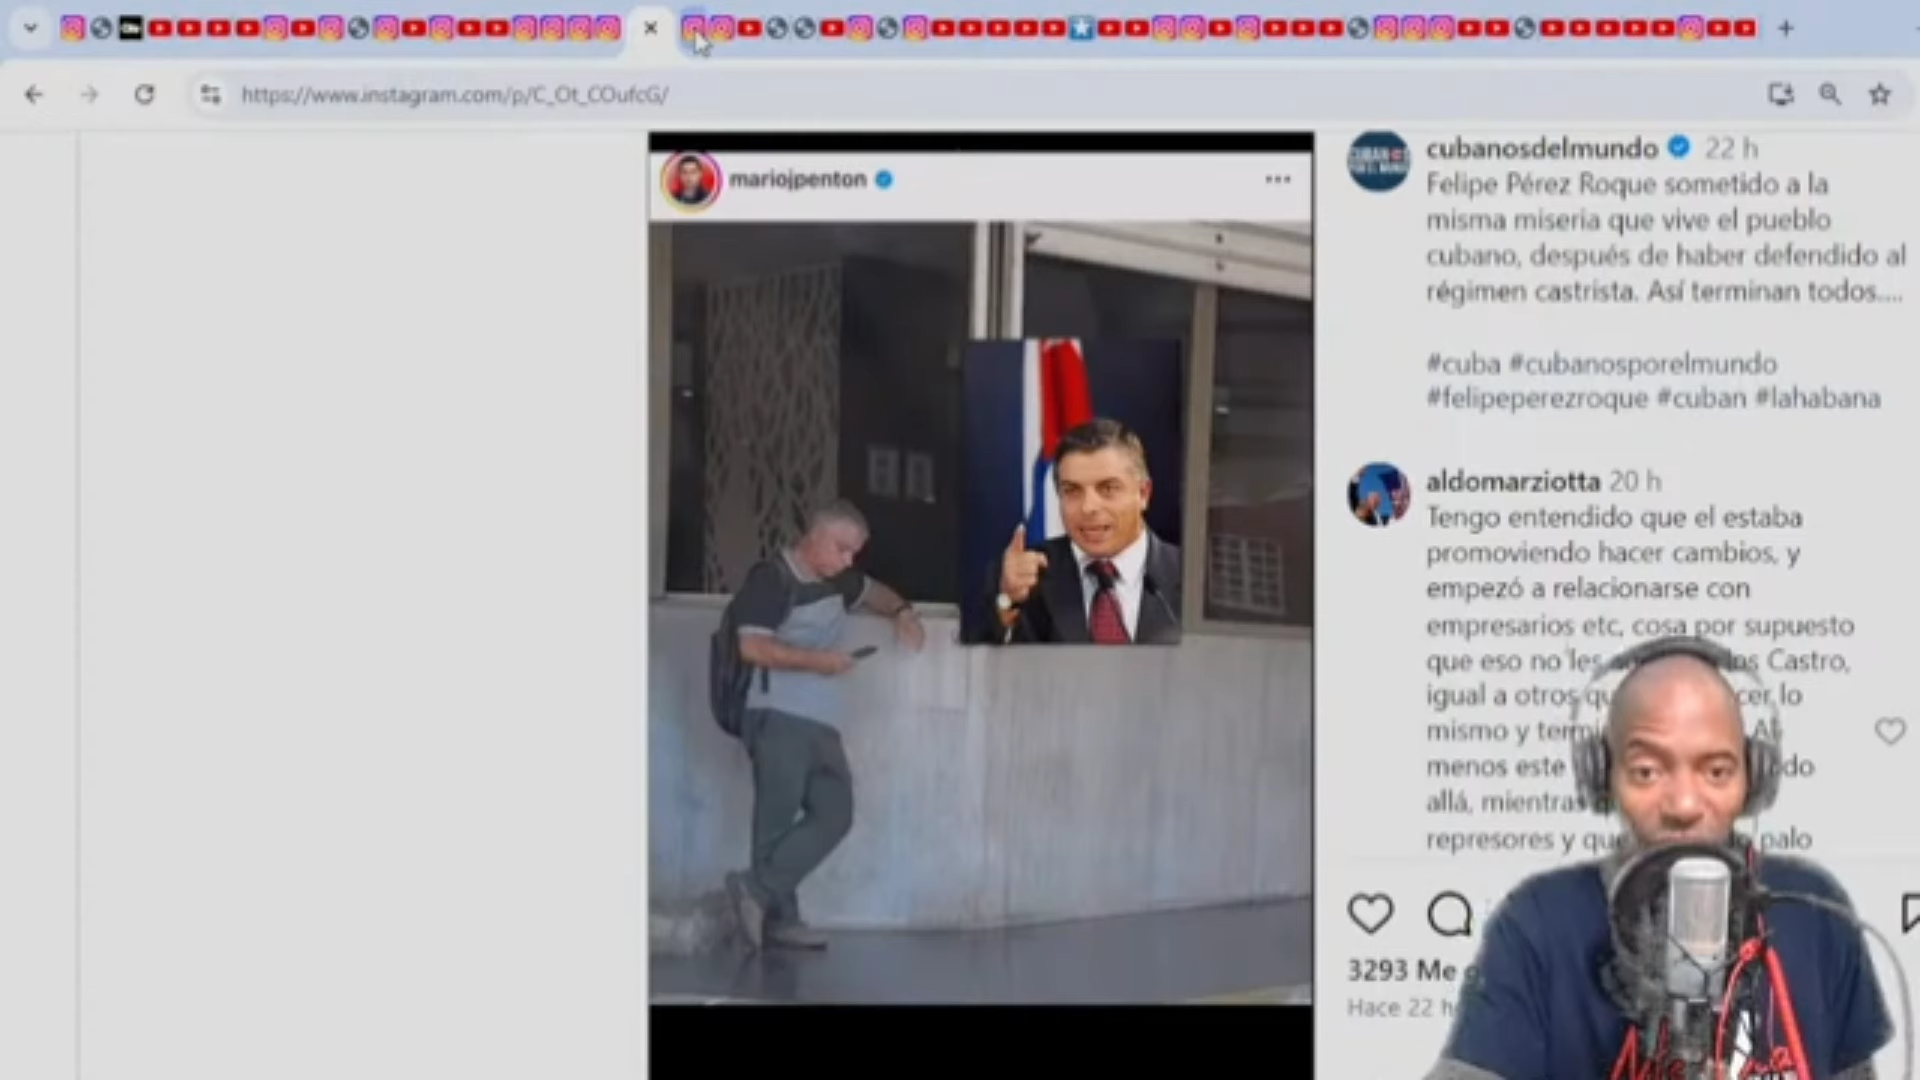 https://www.instagram.com/p/C_Ot_COufcG/
mariojpenton
cubanosdelmundo 22 h
Felipe Pérez Roque sometido a la
misma miseria que vive el pueblo
cubano, después de haber defendido al
régimen castrista. Así terminan todos....
#cuba #cubanosporelmundo
#felipeperezroque #cuban #lahabana
aldomarziotta 20 h
Tengo entendido que el estaba
promoviendo hacer cambios, y
empezó a relacionarse con
empresarios etc, cosa por supuesto
que eso no les Castro,
igual a otros lo
mismo y
menos este
allá, mientras
represores y palo
3293 Me
Hace 22